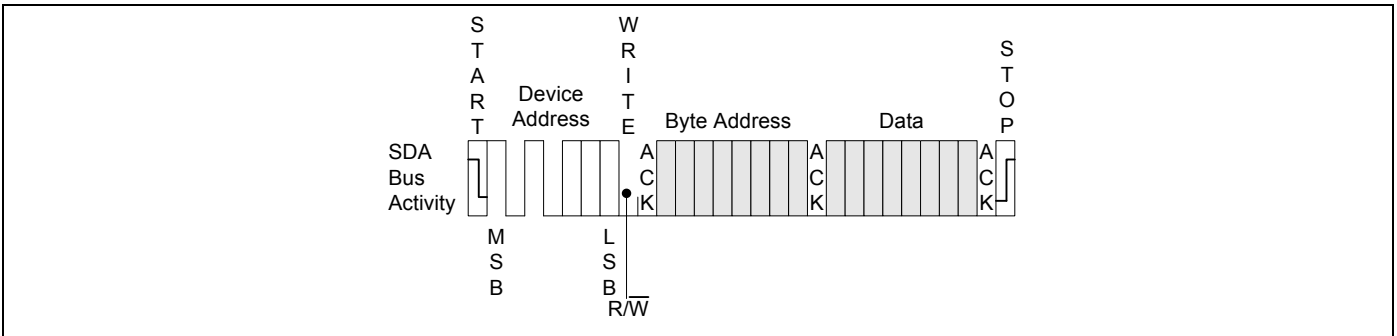 START
WRITE
STOP
Device
Address
Byte Address
Data
SDA
Bus
Activity
ACK
ACK
ACK
MSB
LSB
R/W̅